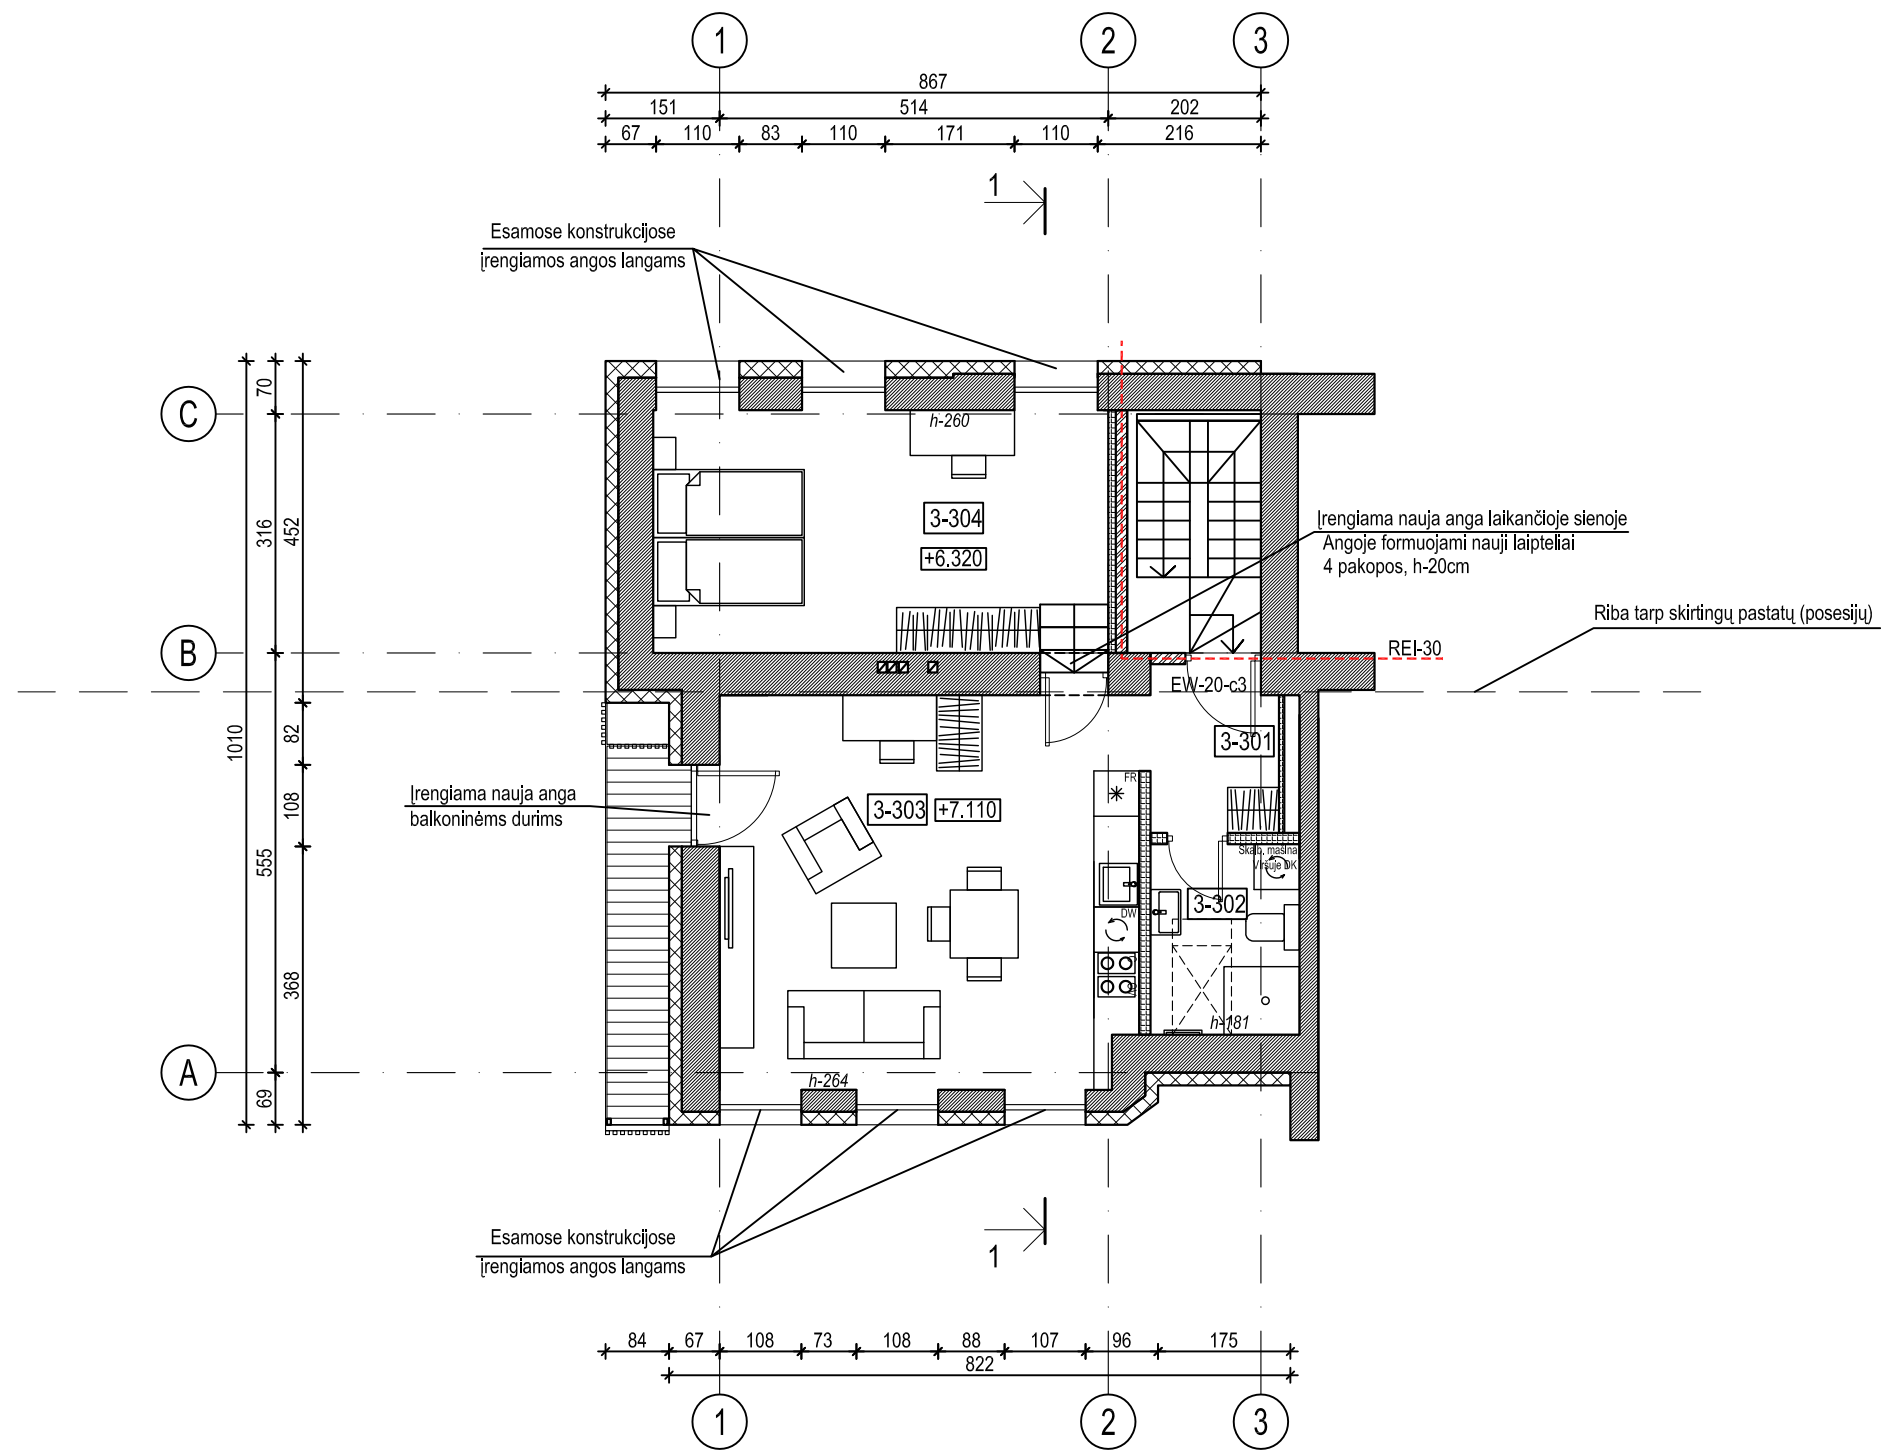 1
2
3
867
151
514
202
67
110
83
110
171
110
216
1
Esamose konstrukcijose
įrengiamos angos langams
70
C
h-260
3-304
316
452
Įrengiama nauja anga laikančioje sienoje
Angoje formuojami nauji laipteliai
4 pakopos, h-20cm
+6.320
Riba tarp skirtingų pastatų (posesijų)
B
REI-30
EW-20-c3
1010
82
3-301
FR
Įrengiama nauja anga
balkoninėms durims
108
3-303
+7.110
Skalb. mašina
Viršuje DK
555
3-302
DW
368
h-181
A
h-264
69
Esamose konstrukcijose
įrengiamos angos langams
1
84
67
108
73
108
88
107
96
175
822
1
2
3